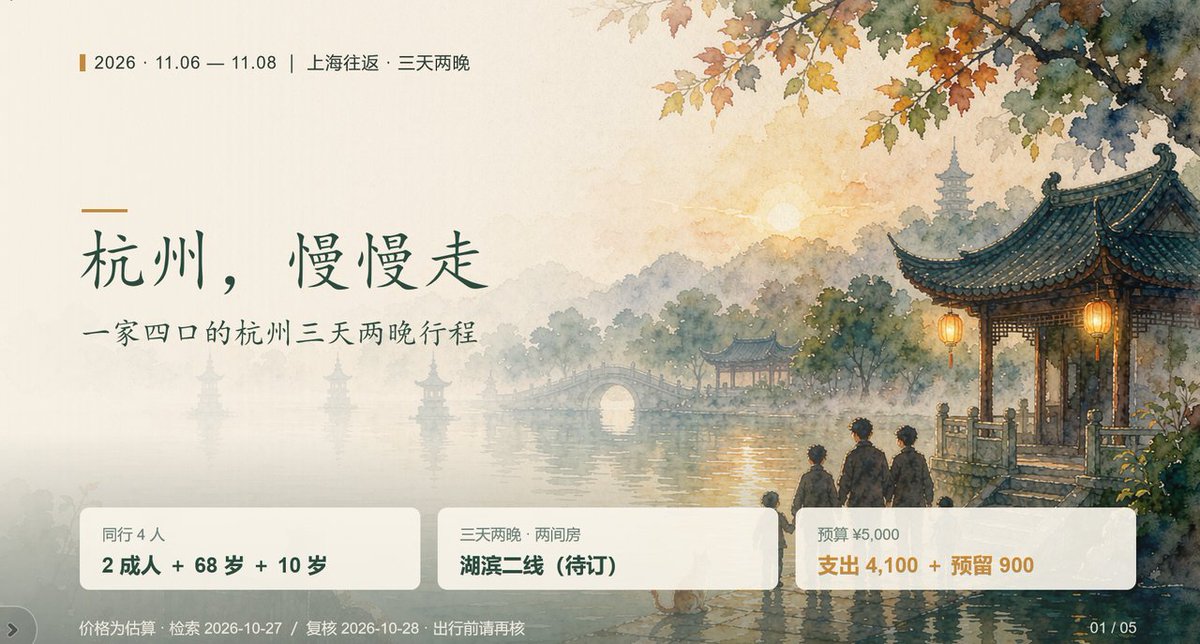 2026 · 11.06 — 11.08 | 上海往返 · 三天两晚
杭州，慢慢走
一家四口的杭州三天两晚行程
同行 4 人
2 成人 + 68 岁 + 10 岁
三天两晚 · 两间房
湖滨二线（待订）
预算 ¥5,000
支出 4,100 + 预留 900
价格为估算 · 检索 2026-10-27 / 复核 2026-10-28 · 出行前请再核
01 / 05